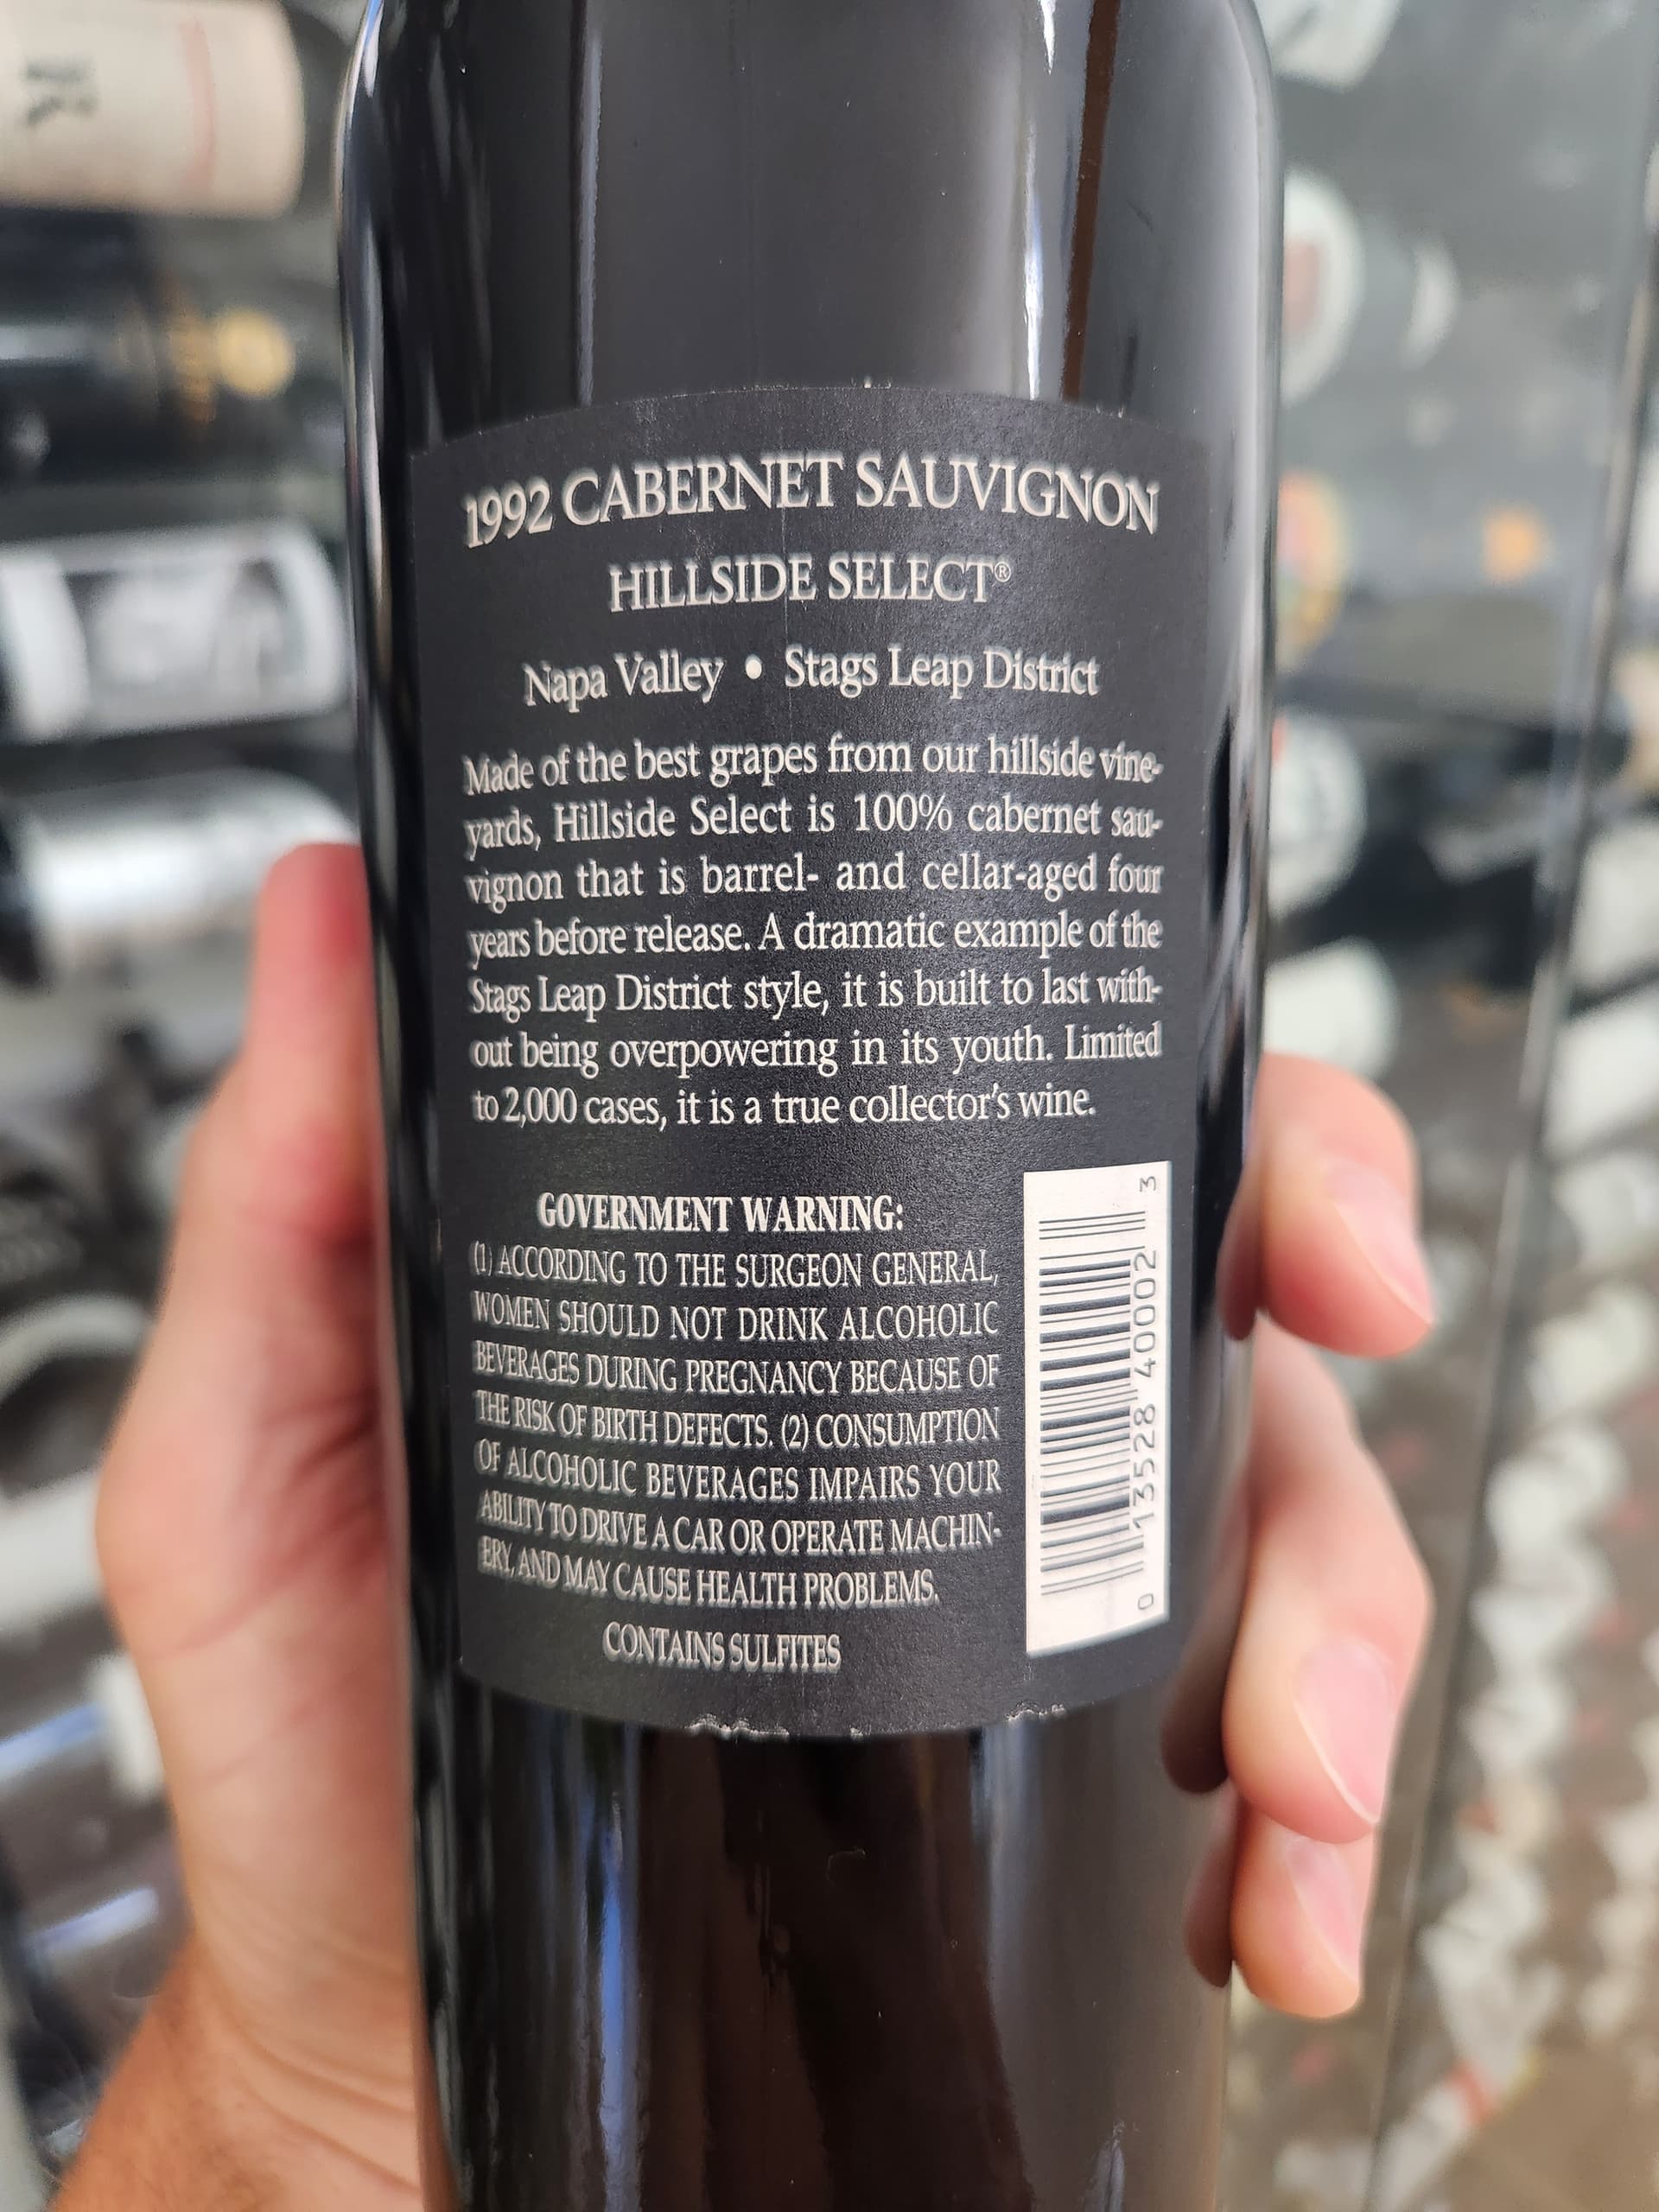 1992 CABERNET SAUVIGNON
HILLSIDE SELECT®
Napa Valley • Stags Leap District
Made of the best grapes from our hillside vine-
yards, Hillside Select is 100% cabernet sau-
vignon that is barrel- and cellar-aged four
years before release. A dramatic example of the
Stags Leap District style, it is built to last with-
out being overpowering in its youth. Limited
to 2,000 cases, it is a true collector's wine.
GOVERNMENT WARNING:
(1) ACCORDING TO THE SURGEON GENERAL,
WOMEN SHOULD NOT DRINK ALCOHOLIC
BEVERAGES DURING PREGNANCY BECAUSE OF
THE RISK OF BIRTH DEFECTS. (2) CONSUMPTION
OF ALCOHOLIC BEVERAGES IMPAIRS YOUR
ABILITY TO DRIVE A CAR OR OPERATE MACHIN-
ERY, AND MAY CAUSE HEALTH PROBLEMS.
CONTAINS SULFITES
0 13528 40002 3